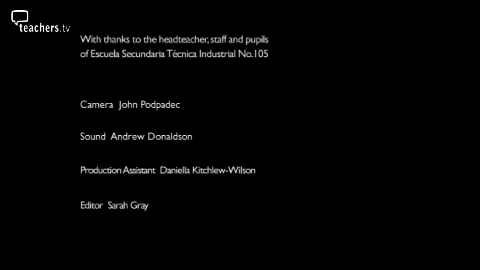 teachers.tv
With thanks to the headteacher, staff and pupils
of Escuela Secundaria Técnica Industrial No.105
Camera John Podpadec
Sound Andrew Donaldson
Production Assistant Daniella Kitchlew-Wilson
Editor Sarah Gray